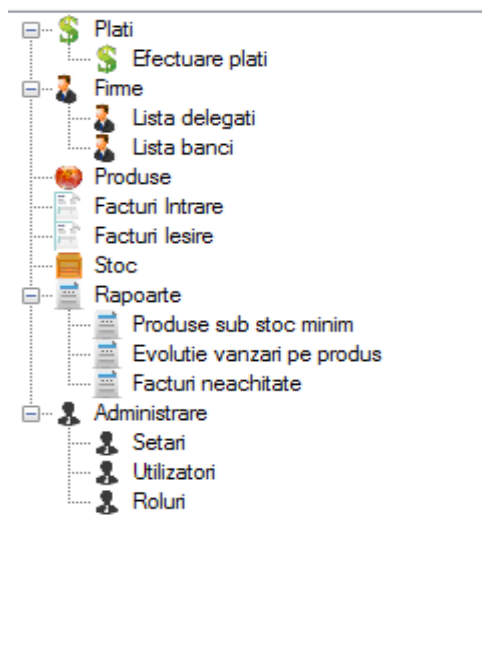 Plati
Efectuare plati
Firme
Lista delegati
Lista banci
Produse
Facturi Intrare
Facturi Iesire
Stoc
Rapoarte
Produse sub stoc minim
Evolutie vanzari pe produs
Facturi neachitate
Administrare
Setari
Utilizatori
Roluri